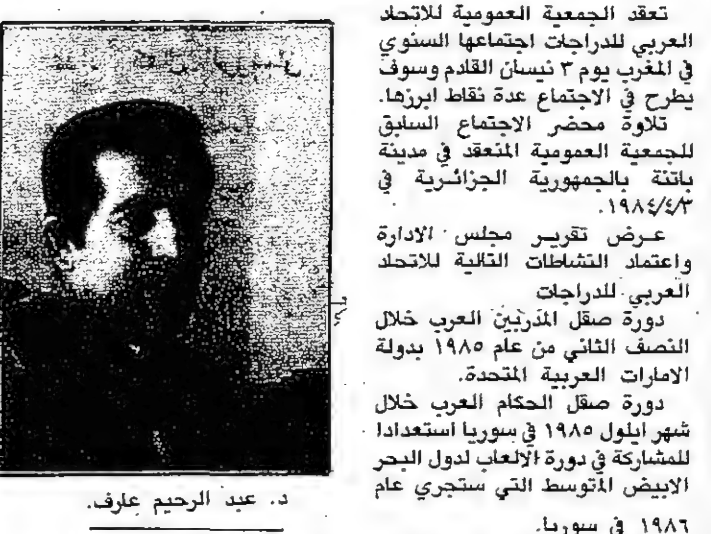 تعقد الجمعية العمومية للاتحاد
العربي للدراجات اجتماعها السنوي
في المغرب يوم ٣ نيسان القادم وسوف
يطرح في الاجتماع عدة نقاط ابرزها.
تلاوة محضر الاجتماع السابق
للجمعية العمومية المنعقد في مدينة
باتنة بالجمهورية الجزائرية في
١٩٨٤/٤/٣.
عرض تقرير مجلس الادارة
واعتماد النشاطات التالية للاتحاد
العربي للدراجات
دورة صقل المدربين العرب خلال
النصف الثاني من عام ١٩٨٥ بدولة
الامارات العربية المتحدة.
دورة صقل الحكام العرب خلال
شهر ايلول ١٩٨٥ في سوريا استعدادا
للمشاركة في دورة الالعاب لدول البحر
الابيض المتوسط التي ستجري عام
١٩٨٦ في سوريا.
د. عبد الرحيم عارف.